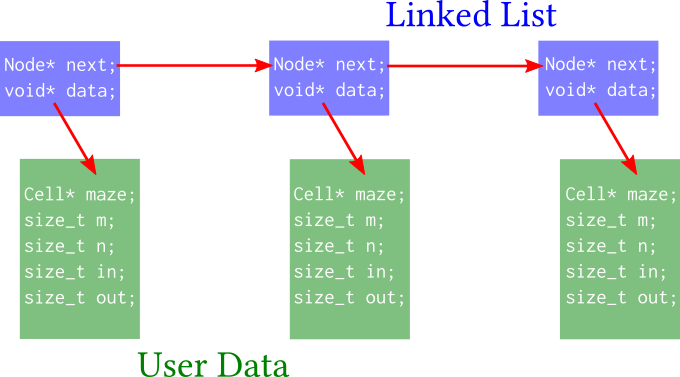 Linked List
Node* next;
void* data;
Node* next;
void* data;
Node* next;
void* data;
Cell* maze;
size_t m;
size_t n;
size_t in;
size_t out;
Cell* maze;
size_t m;
size_t n;
size_t in;
size_t out;
Cell* maze;
size_t m;
size_t n;
size_t in;
size_t out;
User Data